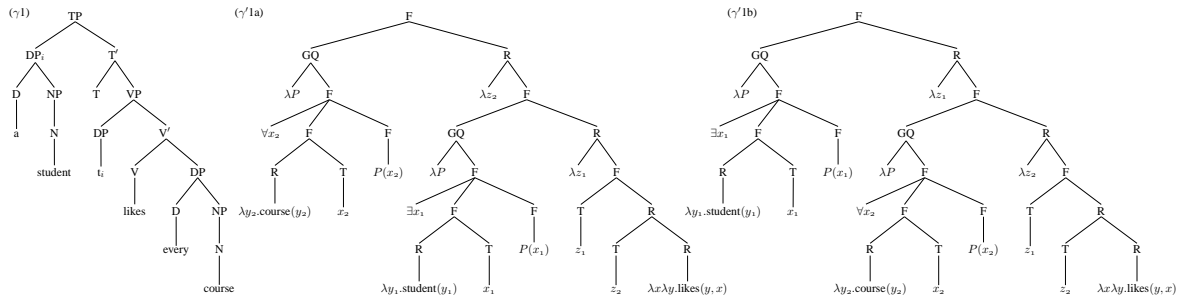 (γ1) TP (γ′1a) F (γ′1b) F
DPi T′ GQ R GQ R
D NP T VP λP F λz2 F λP F λz1 F
a N DP V′ ∀x2 F F GQ R ∃x1 F F GQ R
student ti V DP R T P(x2) λP F λz1 F R T P(x1) λP F λz2 F
likes D NP λy2.course(y2) x2 ∃x1 F F T R λy1.student(y1) x1 ∀x2 F F T R
every N R T P(x1) z1 T R R T P(x2) z1 T R
course λy1.student(y1) x1 z2 λxλy.likes(y, x) λy2.course(y2) x2 z2 λxλy.likes(y, x)